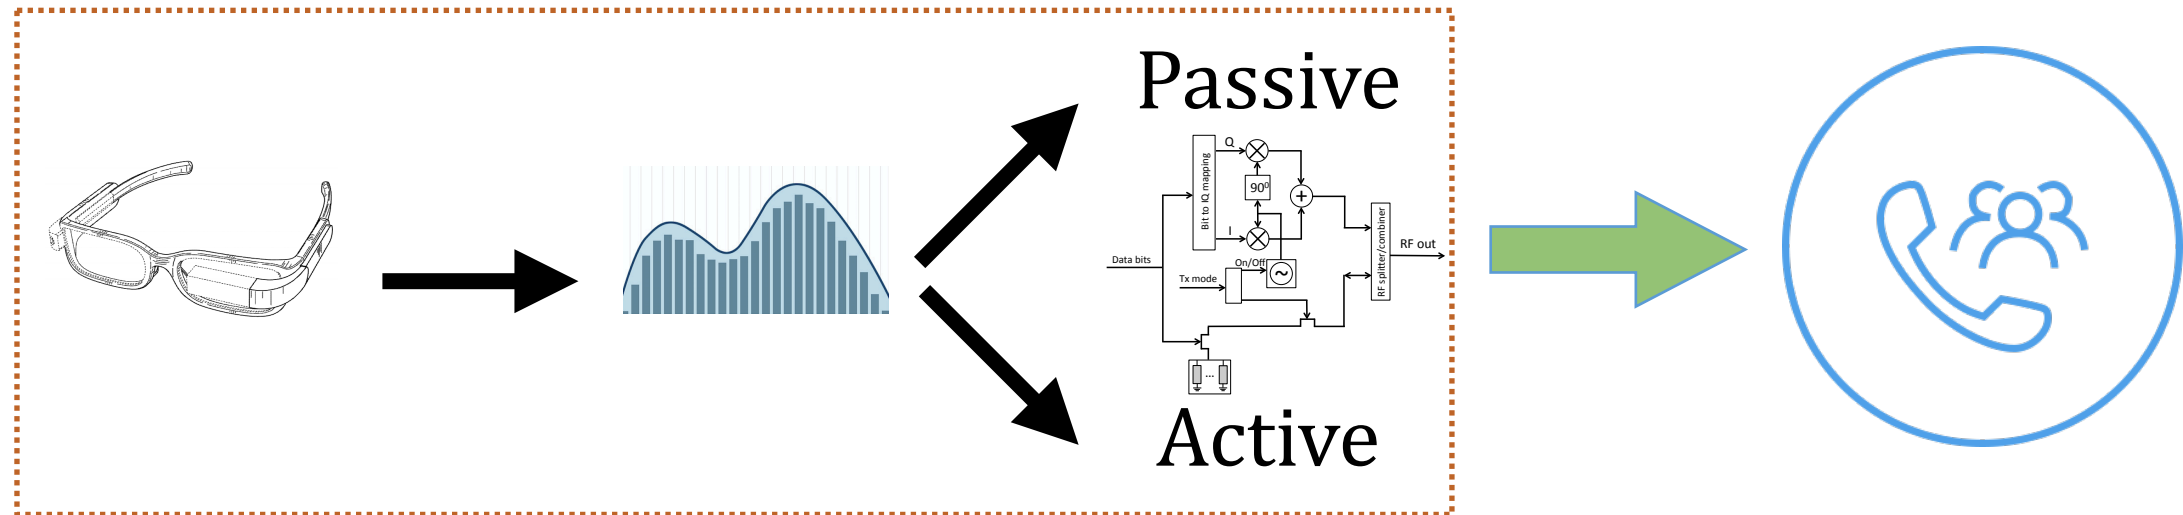 Passive
Q
Bit to IQ mapping
90⁰
I
RF splitter/combiner
RF out
Data bits
On/Off
Tx mode
...
Active